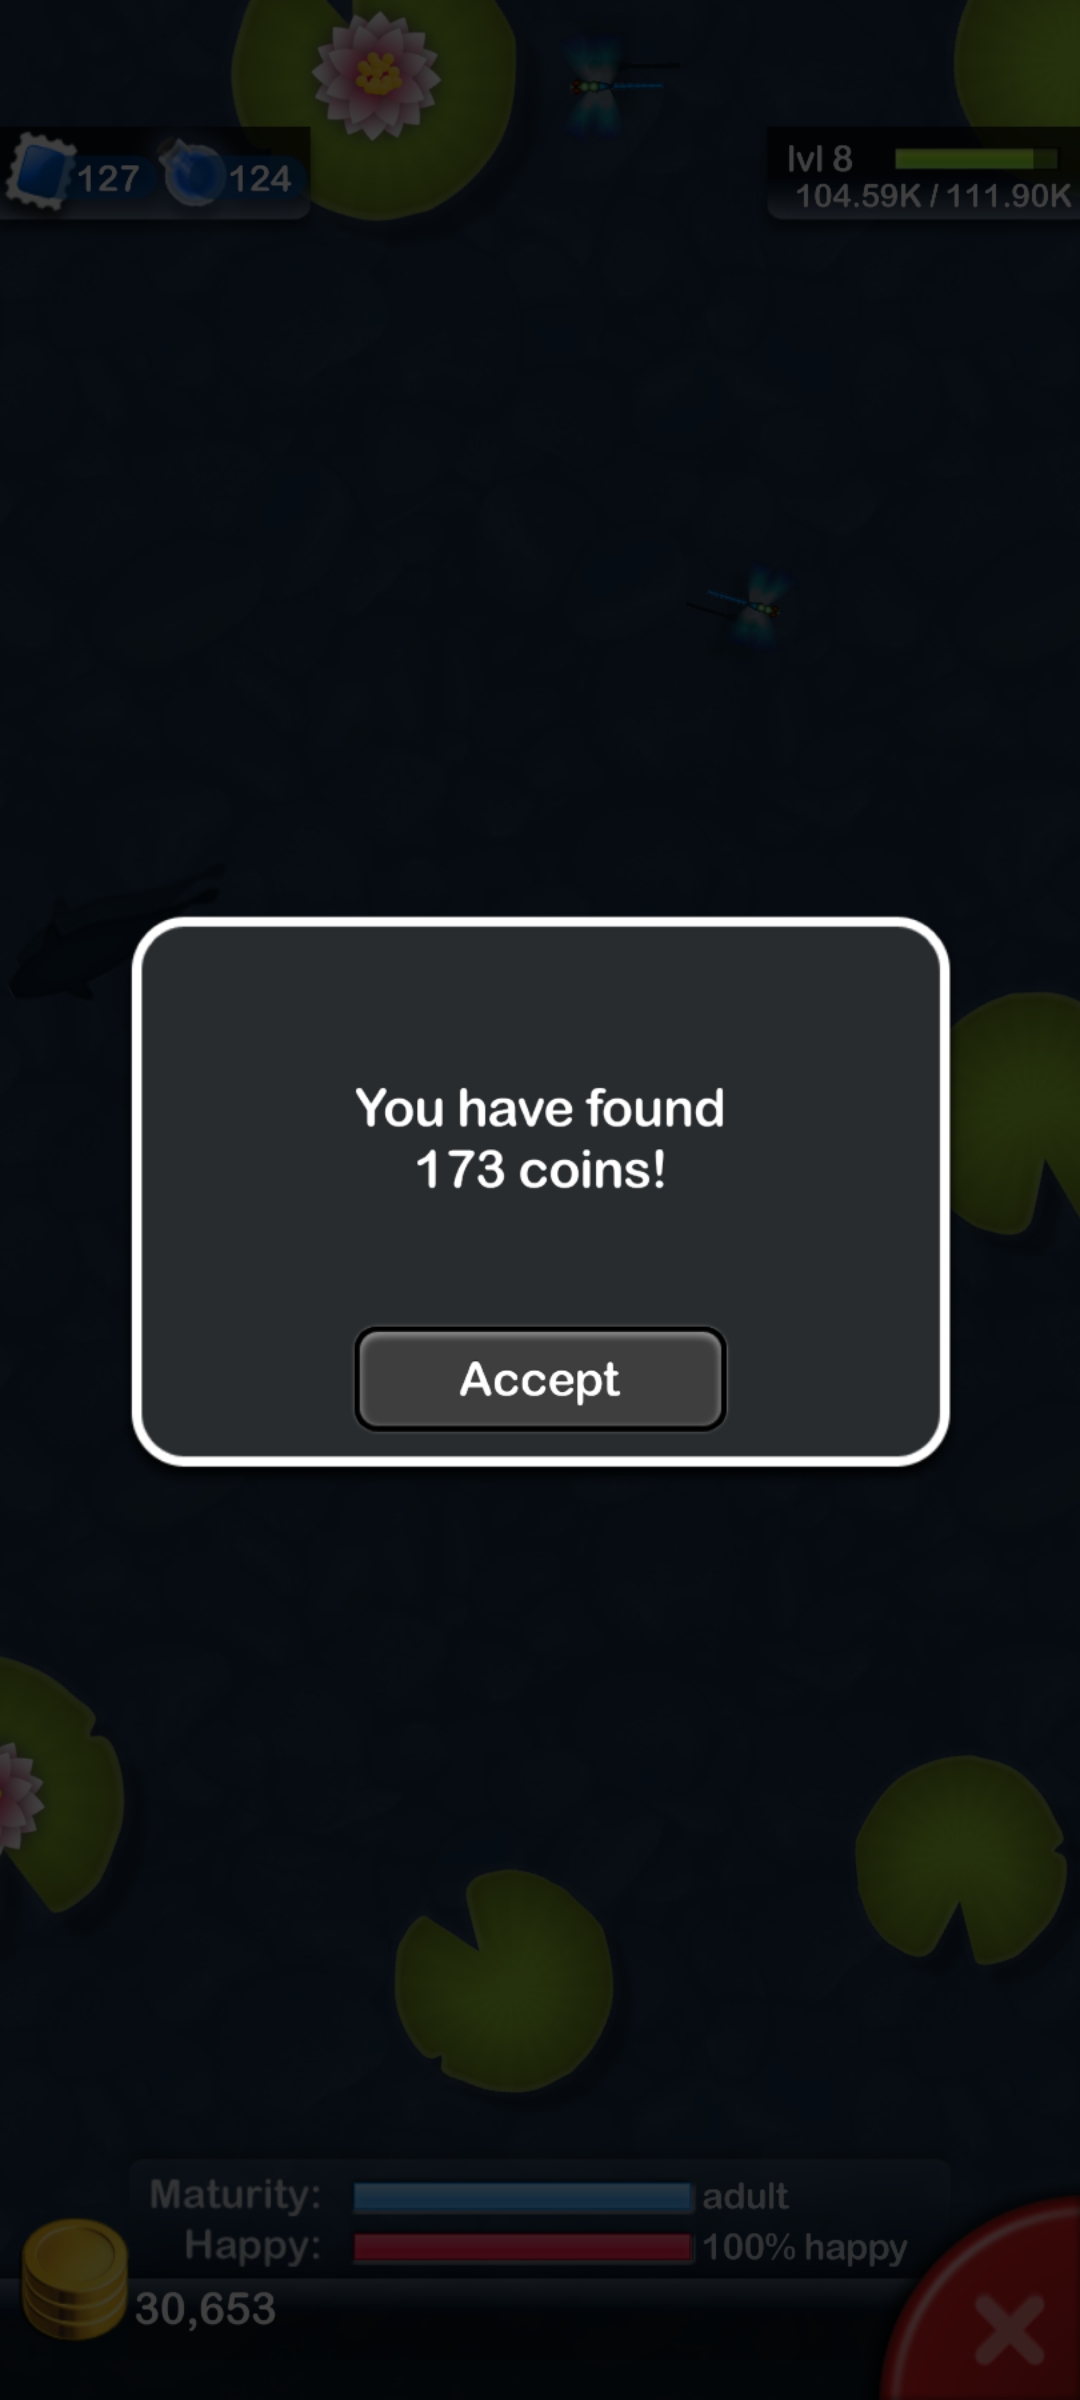 127 124
lvl 8
104.59K / 111.90K
You have found
173 coins!
Accept
Maturity: adult
Happy: 100% happy
30,653